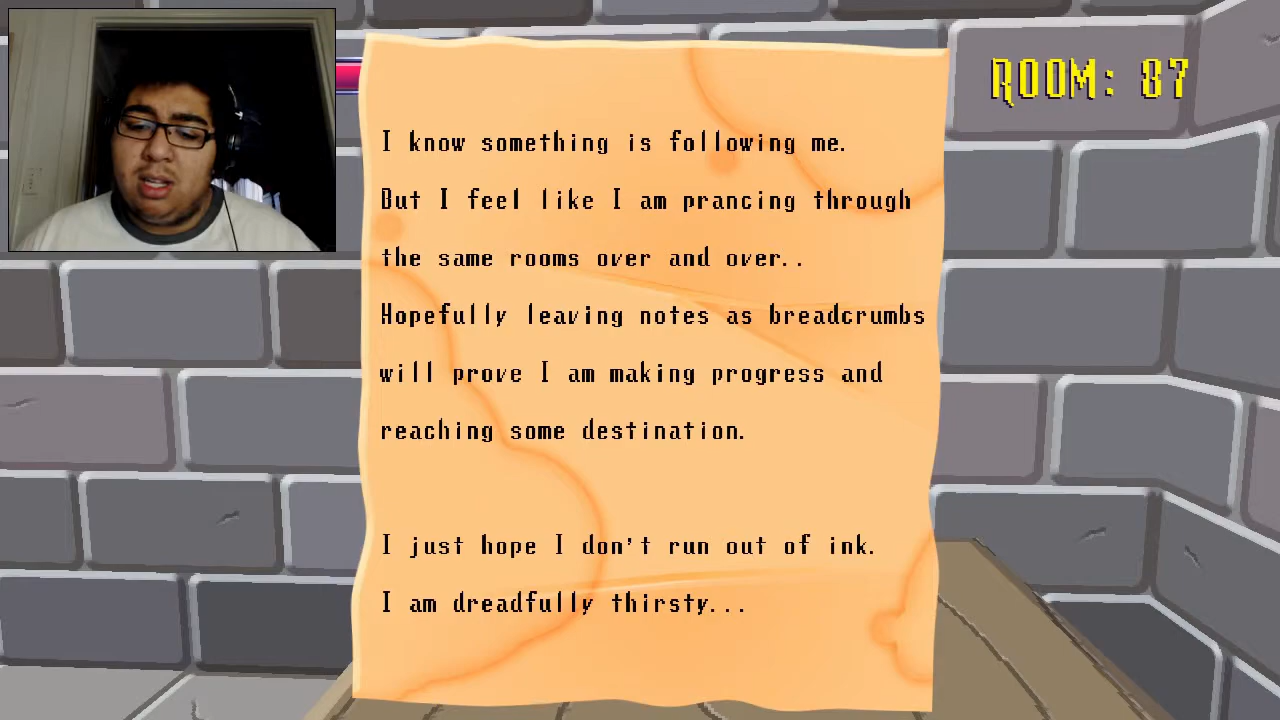 ROOM: 87
I know something is following me.
But I feel like I am prancing through
the same rooms over and over..
Hopefully leaving notes as breadcrumbs
will prove I am making progress and
reaching some destination.
I just hope I don't run out of ink.
I am dreadfully thirsty...